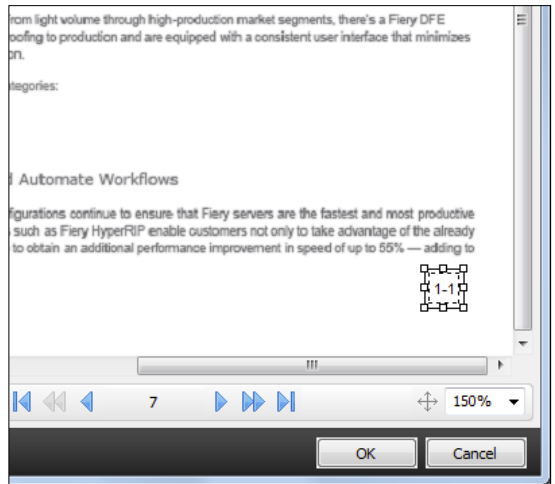 rom light volume through high-production market segments, there's a Fiery DFE
oofing to production and are equipped with a consistent user interface that minimizes
on.
ategories:
d Automate Workflows
figurations continue to ensure that Fiery servers are the fastest and most productive
such as Fiery HyperRIP enable customers not only to take advantage of the already
to obtain an additional performance improvement in speed of up to 55% — adding to
1-1
7
150%
OK
Cancel